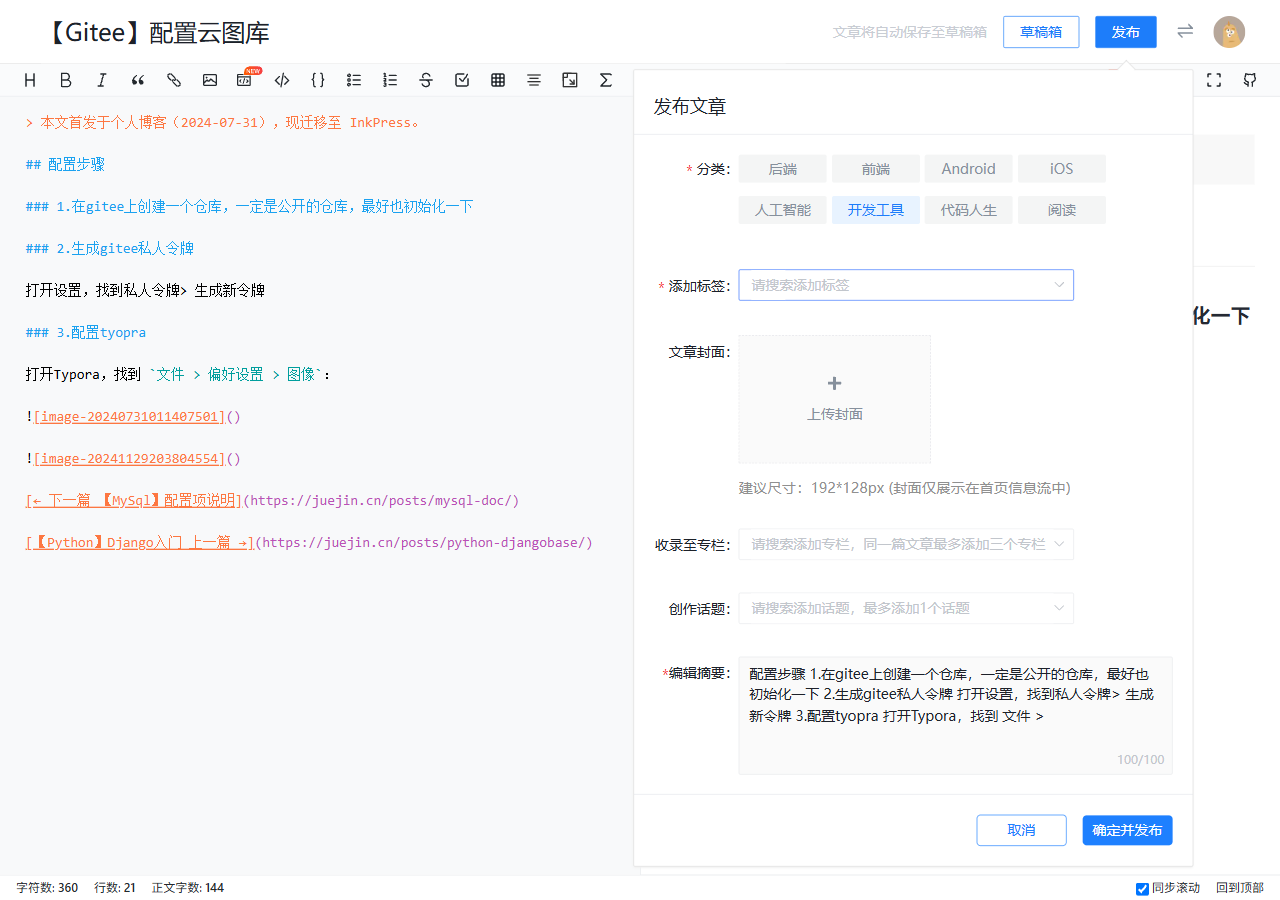 【Gitee】配置云图库
文章将自动保存至草稿箱
草稿箱
发布
NEW
> 本文首发于个人博客（2024-07-31），现迁移至 InkPress。
## 配置步骤
### 1.在gitee上创建一个仓库，一定是公开的仓库，最好也初始化一下
### 2.生成gitee私人令牌
打开设置，找到私人令牌> 生成新令牌
### 3.配置tyopra
打开Typora，找到 `文件 > 偏好设置 > 图像`：
![image-20240731011407501]()
![image-20241129203804554]()
[← 下一篇 【MySql】配置项说明](https://juejin.cn/posts/mysql-doc/)
[【Python】Django入门 上一篇 →](https://juejin.cn/posts/python-djangobase/)
发布文章
* 分类：
后端 前端 Android iOS
人工智能 开发工具 代码人生 阅读
* 添加标签：
请搜索添加标签
文章封面：
上传封面
建议尺寸：192*128px (封面仅展示在首页信息流中)
收录至专栏：
请搜索添加专栏，同一篇文章最多添加三个专栏
创作话题：
请搜索添加话题，最多添加1个话题
*编辑摘要：
配置步骤 1.在gitee上创建一个仓库，一定是公开的仓库，最好也
初始化一下 2.生成gitee私人令牌 打开设置，找到私人令牌> 生成
新令牌 3.配置tyopra 打开Typora，找到 文件 >
100/100
取消
确定并发布
化一下
字符数: 360 行数: 21 正文字数: 144
同步滚动 回到顶部